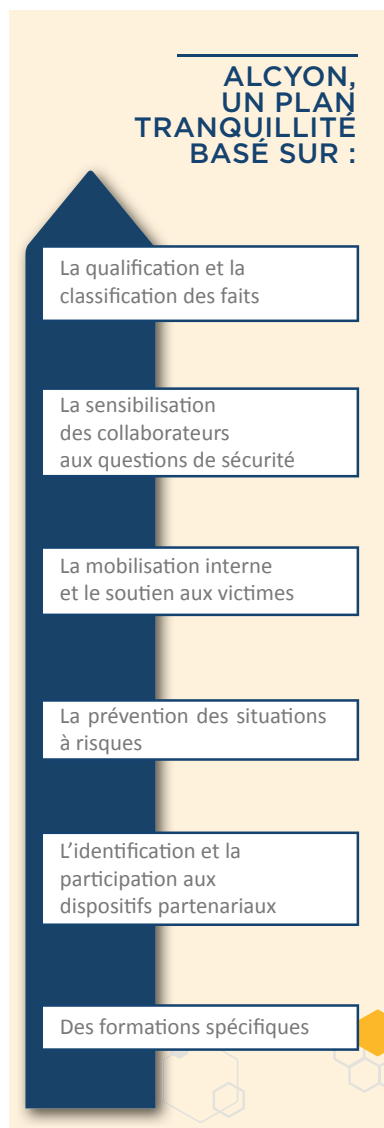 ALCYON,
UN PLAN
TRANQUILLITÉ
BASÉ SUR :
La qualification et la
classification des faits
La sensibilisation
des collaborateurs
aux questions de sécurité
La mobilisation interne
et le soutien aux victimes
La prévention des situations
à risques
L’identification et la
participation aux
dispositifs partenariaux
Des formations spécifiques